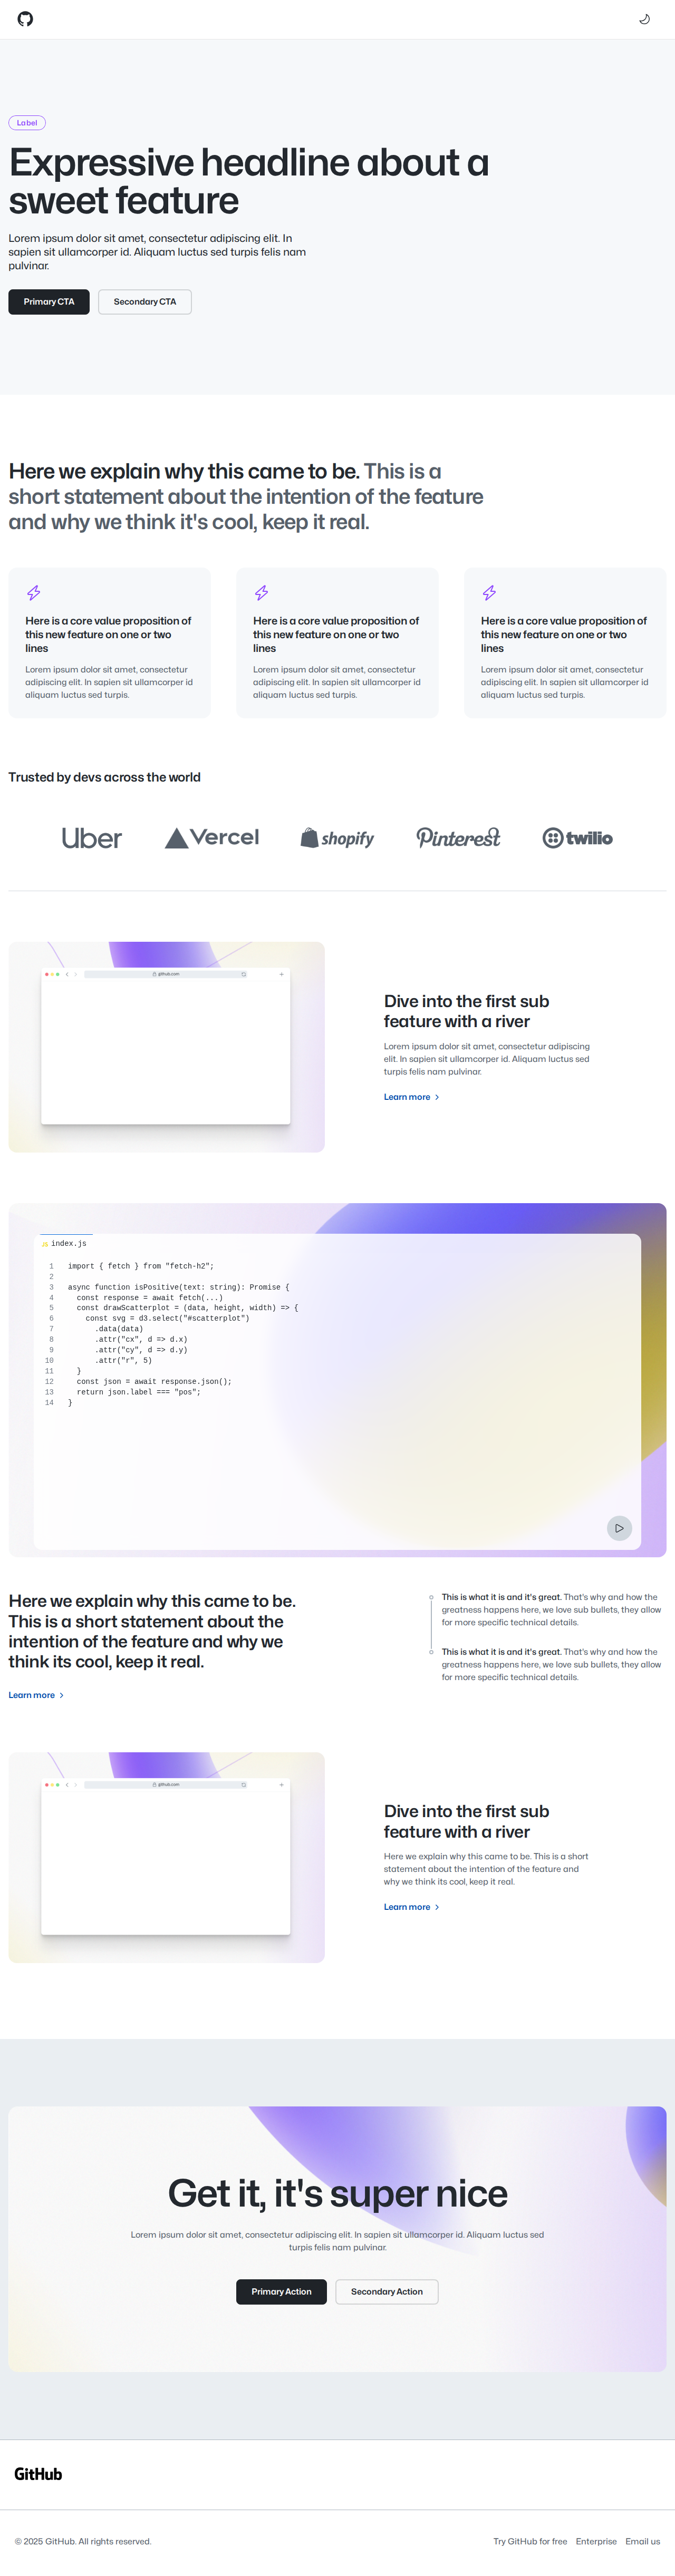 Label
Expressive headline about a
sweet feature
Lorem ipsum dolor sit amet, consectetur adipiscing elit. In
sapien sit ullamcorper id. Aliquam luctus sed turpis felis nam
pulvinar.
Primary CTA
Secondary CTA
Here we explain why this came to be. This is a
short statement about the intention of the feature
and why we think it's cool, keep it real.
Here is a core value proposition of
this new feature on one or two
lines
Lorem ipsum dolor sit amet, consectetur
adipiscing elit. In sapien sit ullamcorper id
aliquam luctus sed turpis.
Here is a core value proposition of
this new feature on one or two
lines
Lorem ipsum dolor sit amet, consectetur
adipiscing elit. In sapien sit ullamcorper id
aliquam luctus sed turpis.
Here is a core value proposition of
this new feature on one or two
lines
Lorem ipsum dolor sit amet, consectetur
adipiscing elit. In sapien sit ullamcorper id
aliquam luctus sed turpis.
Trusted by devs across the world
Uber
Vercel
shopify
Pinterest
twilio
github.com
Dive into the first sub
feature with a river
Lorem ipsum dolor sit amet, consectetur adipiscing
elit. In sapien sit ullamcorper id. Aliquam luctus sed
turpis felis nam pulvinar.
Learn more
index.js
1 import { fetch } from "fetch-h2";
2
3 async function isPositive(text: string): Promise {
4 const response = await fetch(...)
5 const drawScatterplot = (data, height, width) => {
6 const svg = d3.select("#scatterplot")
7 .data(data)
8 .attr("cx", d => d.x)
9 .attr("cy", d => d.y)
10 .attr("r", 5)
11 }
12 const json = await response.json();
13 return json.label === "pos";
14 }
Here we explain why this came to be.
This is a short statement about the
intention of the feature and why we
think its cool, keep it real.
Learn more
This is what it is and it's great. That's why and how the
greatness happens here, we love sub bullets, they allow
for more specific technical details.
This is what it is and it's great. That's why and how the
greatness happens here, we love sub bullets, they allow
for more specific technical details.
github.com
Dive into the first sub
feature with a river
Here we explain why this came to be. This is a short
statement about the intention of the feature and
why we think its cool, keep it real.
Learn more
Get it, it's super nice
Lorem ipsum dolor sit amet, consectetur adipiscing elit. In sapien sit ullamcorper id. Aliquam luctus sed
turpis felis nam pulvinar.
Primary Action
Secondary Action
GitHub
© 2025 GitHub. All rights reserved.
Try GitHub for free
Enterprise
Email us